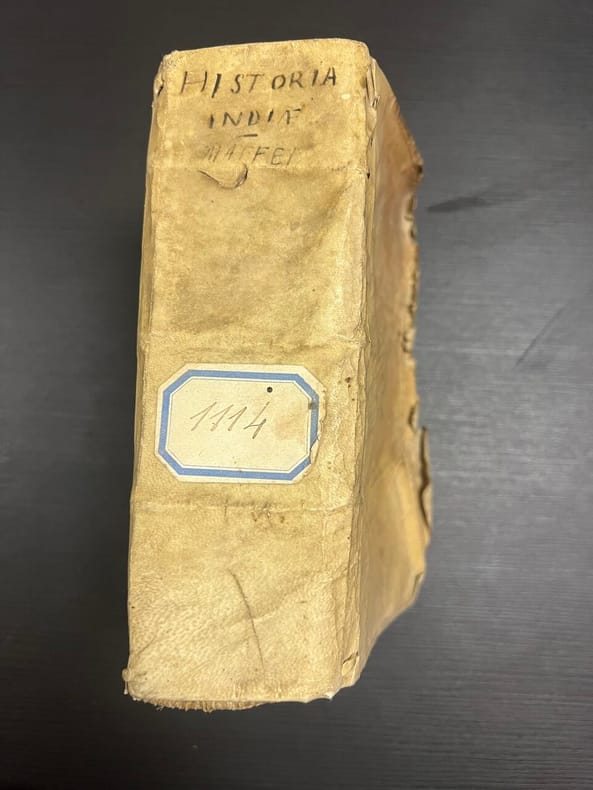 HISTORIA
INDIÆ
MAFFEI
1114